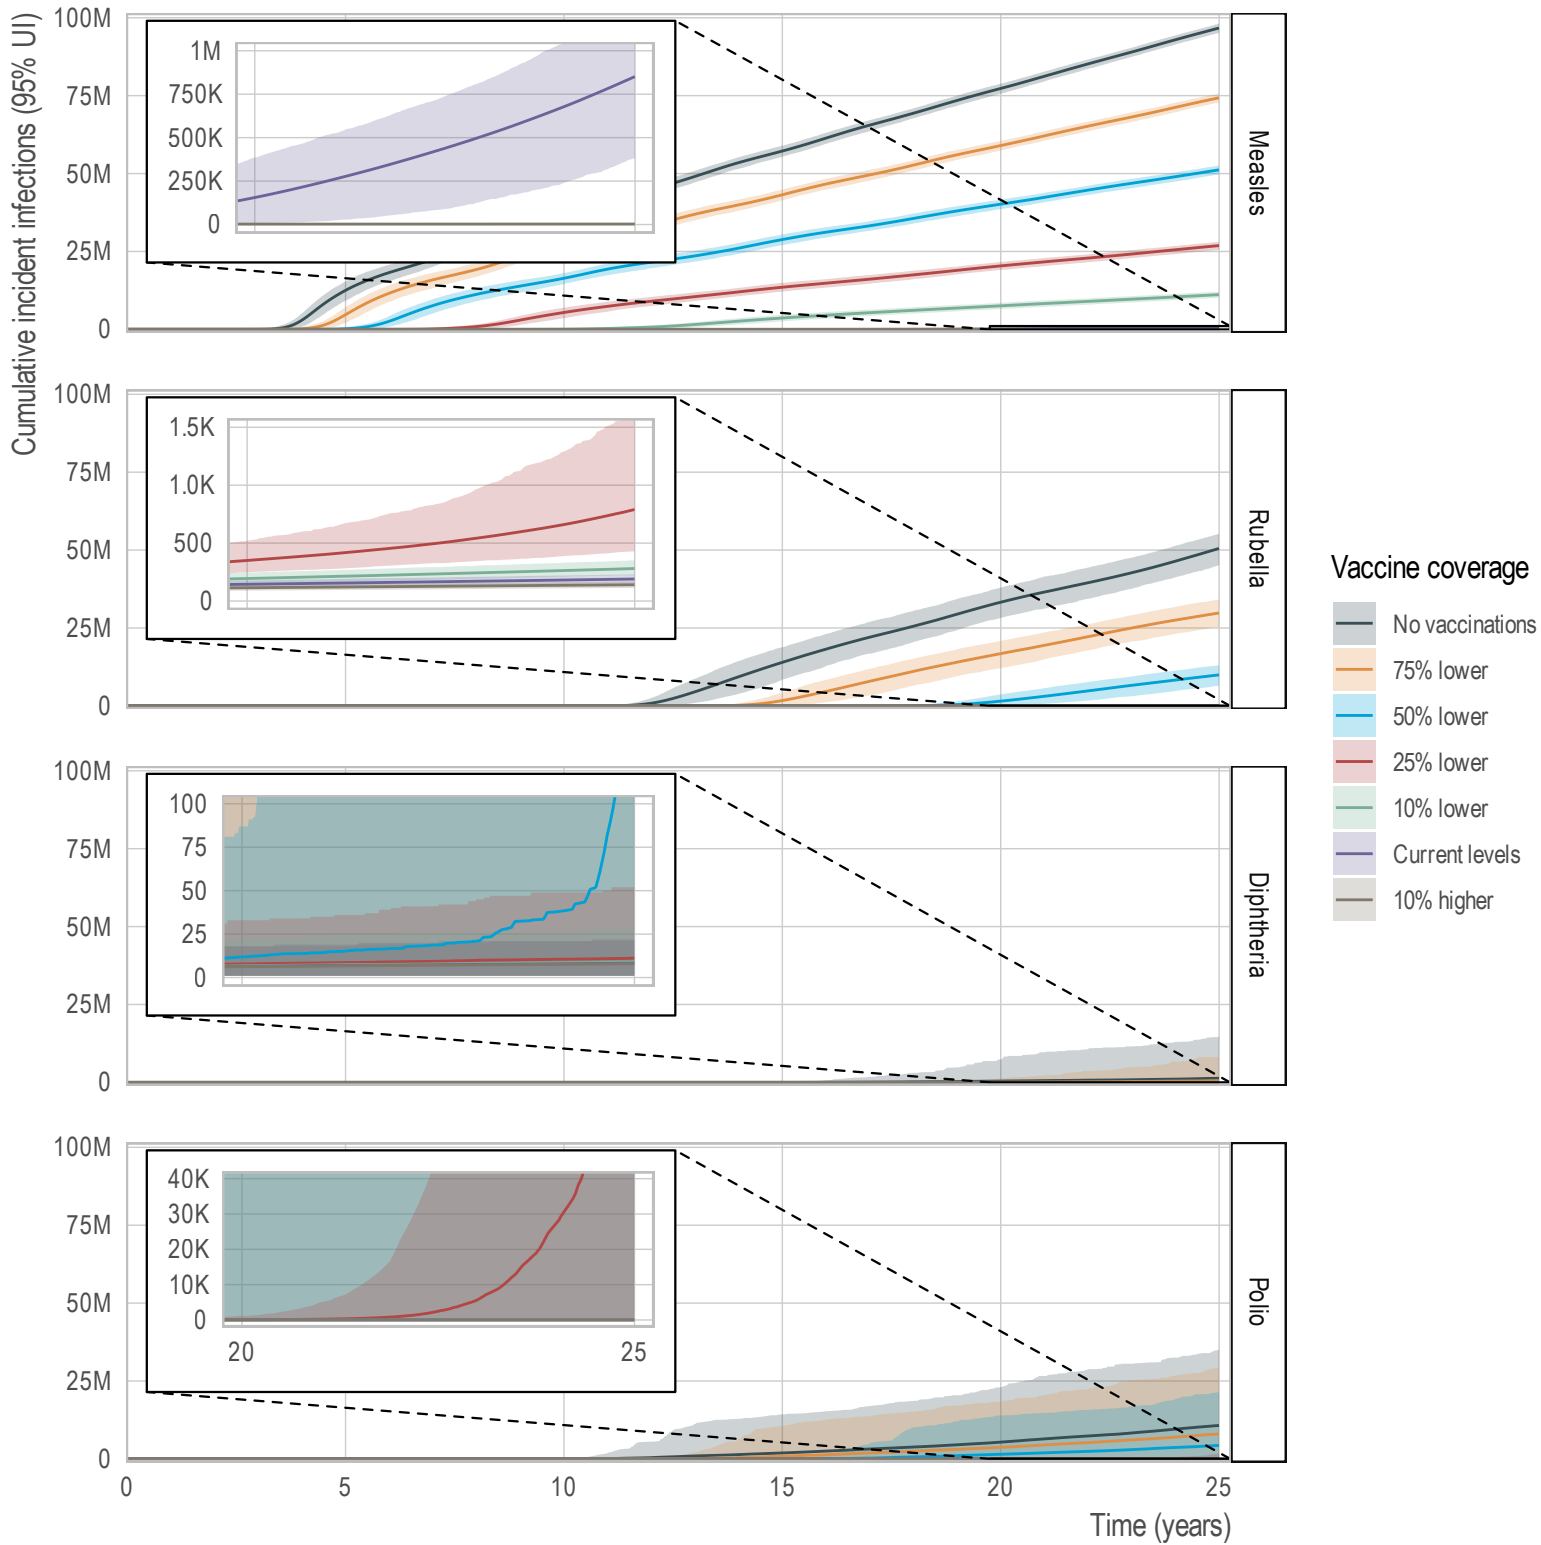 Cumulative incident infections (95% UI)
100M
75M
50M
25M
0
1M
750K
500K
250K
0
Measles
100M
75M
50M
25M
0
1.5K
1.0K
500
0
Rubella
100M
75M
50M
25M
0
100
75
50
25
0
Diphtheria
100M
75M
50M
25M
0
40K
30K
20K
10K
0
20 25
Polio
0 5 10 15 20 25
Time (years)
Vaccine coverage
No vaccinations
75% lower
50% lower
25% lower
10% lower
Current levels
10% higher